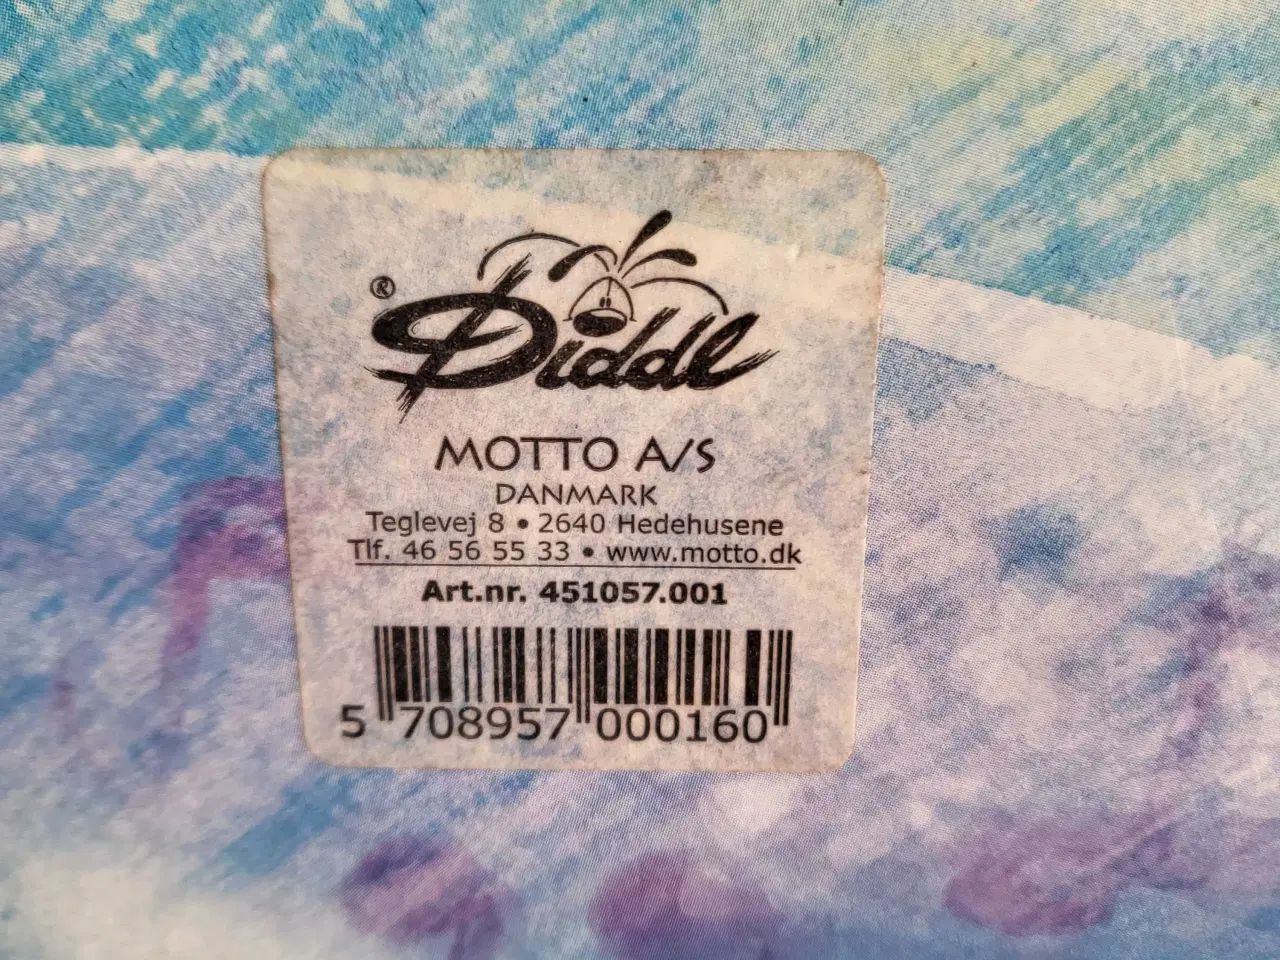 ®
Diddl
MOTTO A/S
DANMARK
Teglevej 8 • 2640 Hedehusene
Tlf. 46 56 55 33 • www.motto.dk
Art.nr. 451057.001
5 708957 000160